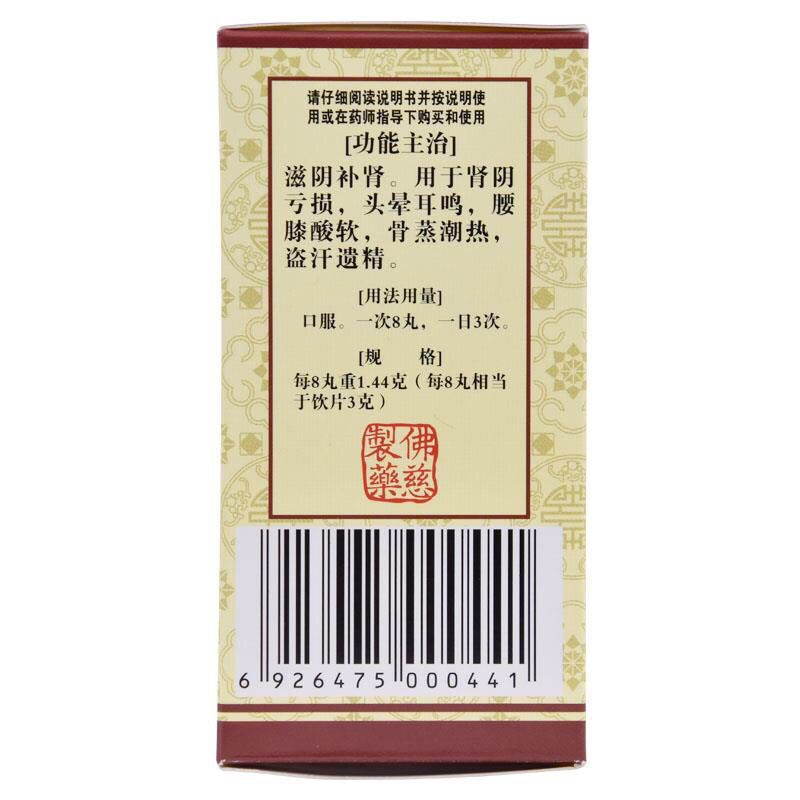 请仔细阅读说明书并按说明使
用或在药师指导下购买和使用
[功能主治]
滋阴补肾。用于肾阴
亏损，头晕耳鸣，腰
膝酸软，骨蒸潮热，
盗汗遗精。
[用法用量]
口服。一次8丸，一日3次。
[规　格]
每8丸重1.44克（每8丸相当
于饮片3克）
佛慈
製藥
6 926475 000441